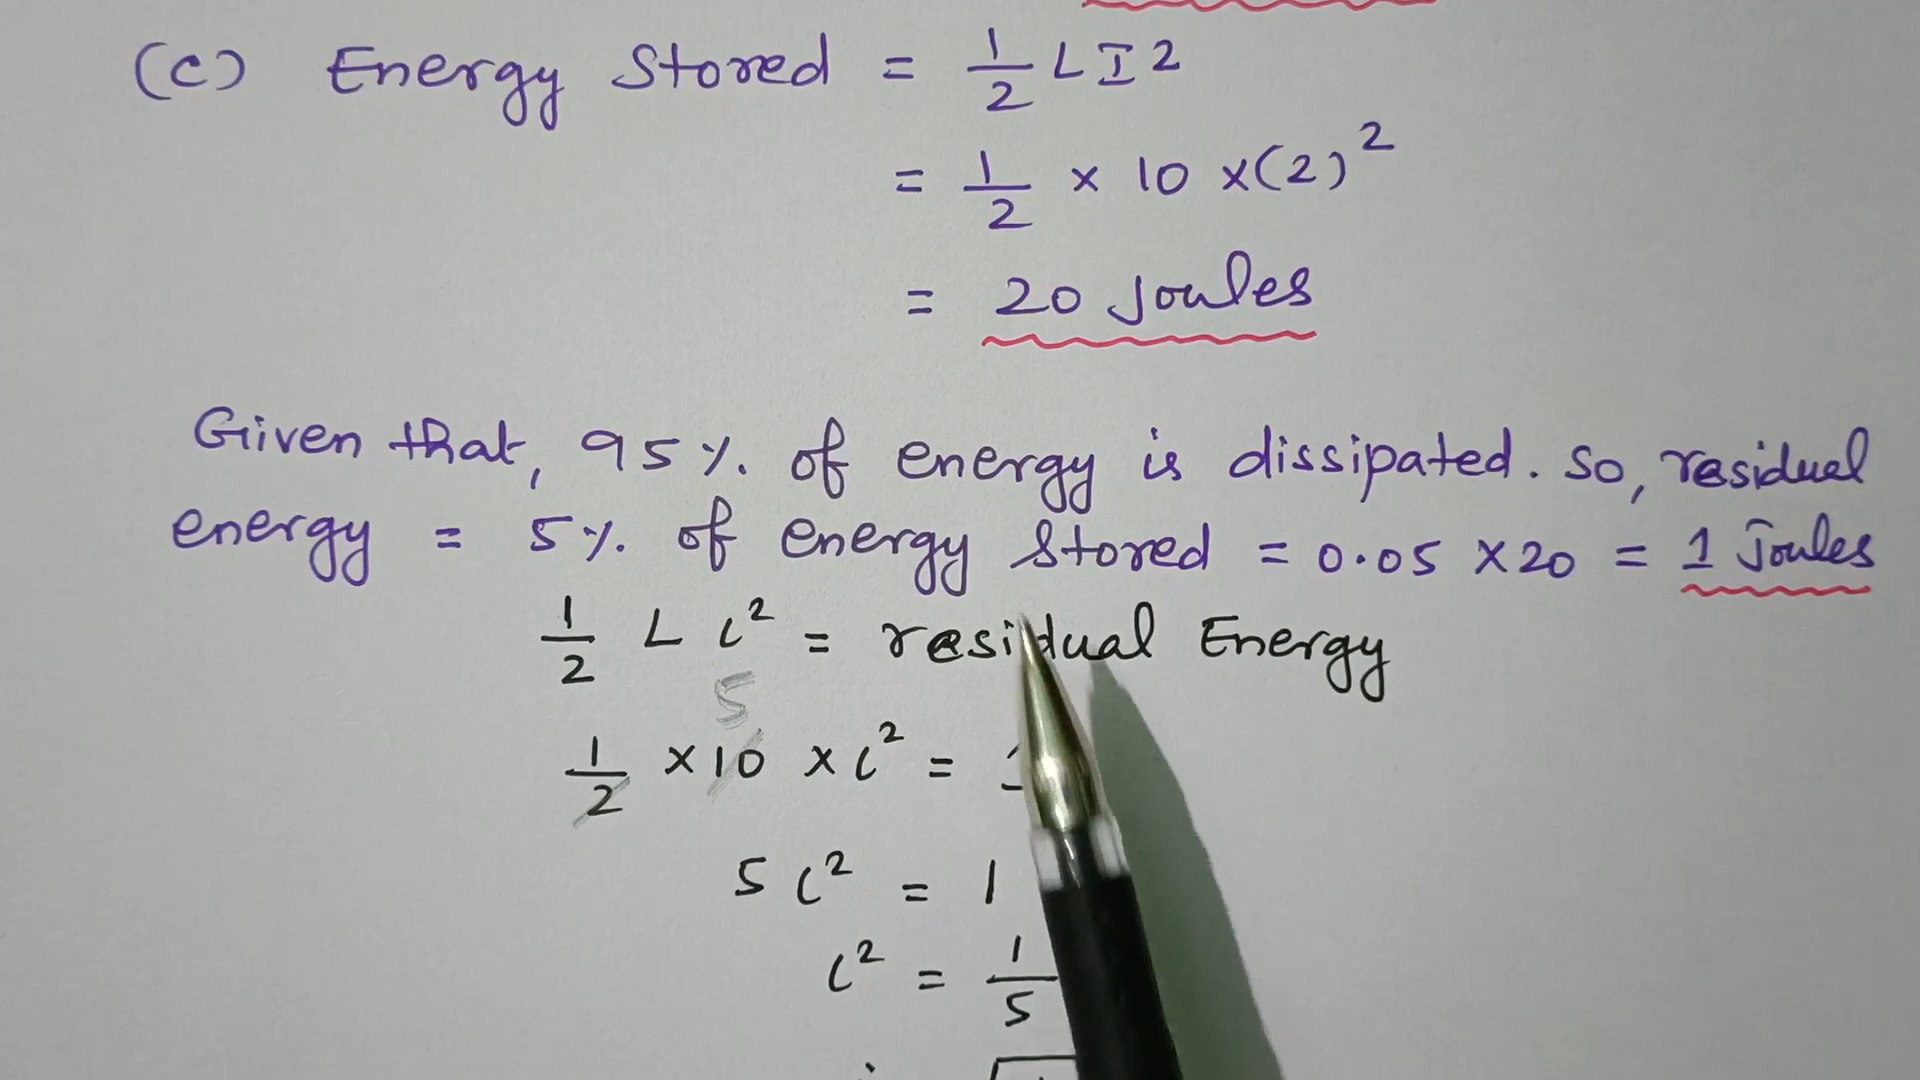 (c) Energy Stored = 1/2 L I 2
= 1/2 × 10 × (2)²
= 20 Joules
Given that, 95 %. of energy is dissipated. So, residual
energy = 5 %. of energy Stored = 0.05 × 20 = 1 Joules
1/2 L i² = residual Energy
5
1/2 × 10 × i² = 1
5 i² = 1
i² = 1/5